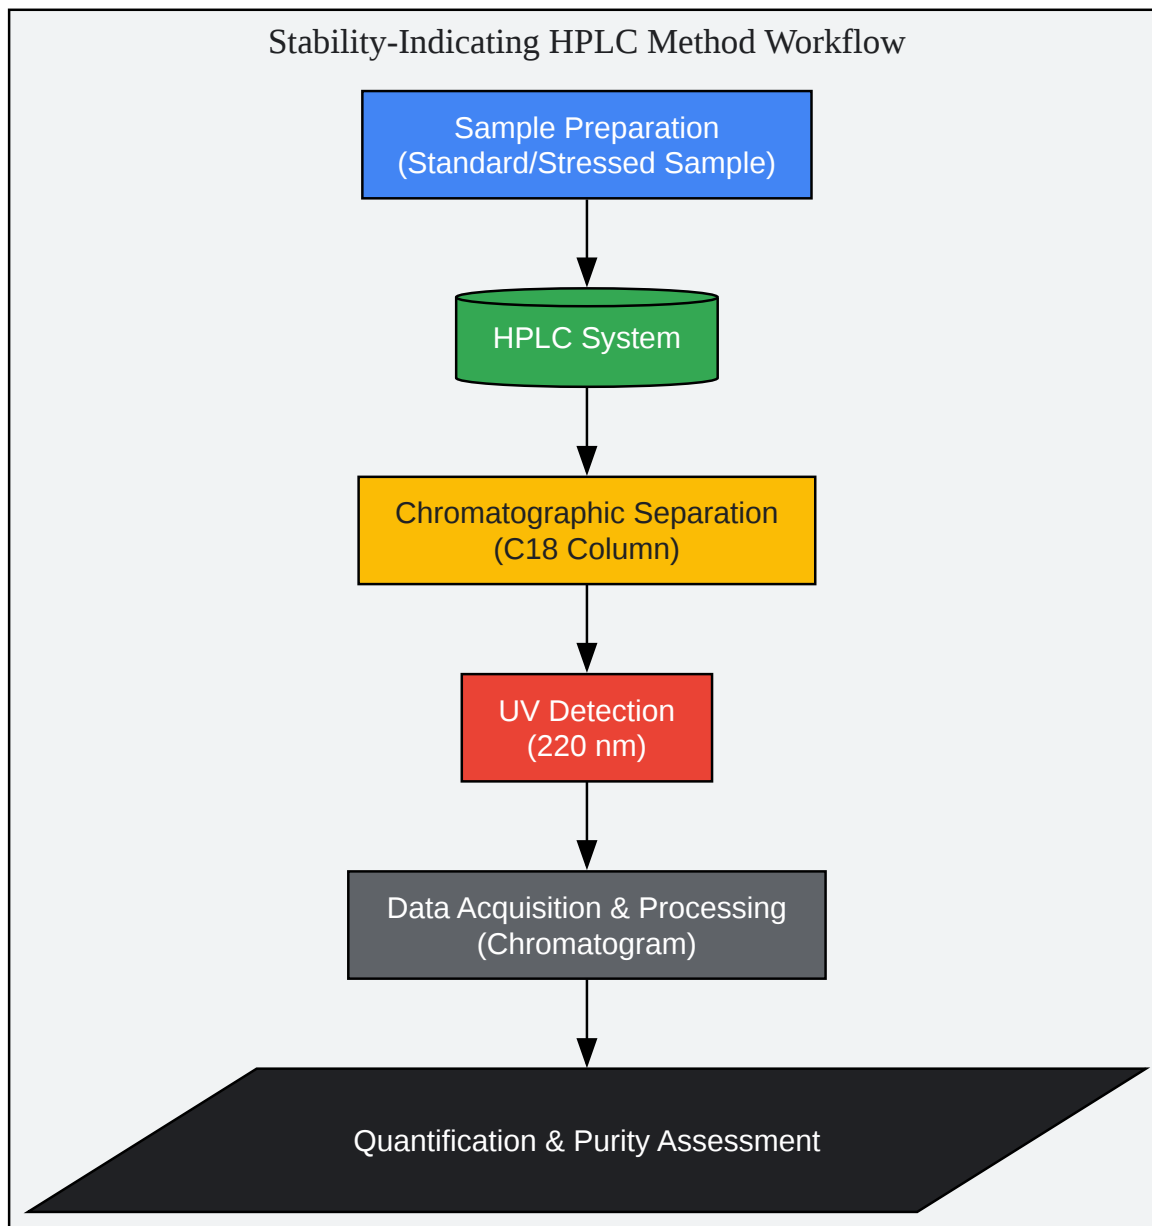 Stability-Indicating HPLC Method Workflow
Sample Preparation
(Standard/Stressed Sample)
HPLC System
Chromatographic Separation
(C18 Column)
UV Detection
(220 nm)
Data Acquisition & Processing
(Chromatogram)
Quantification & Purity Assessment